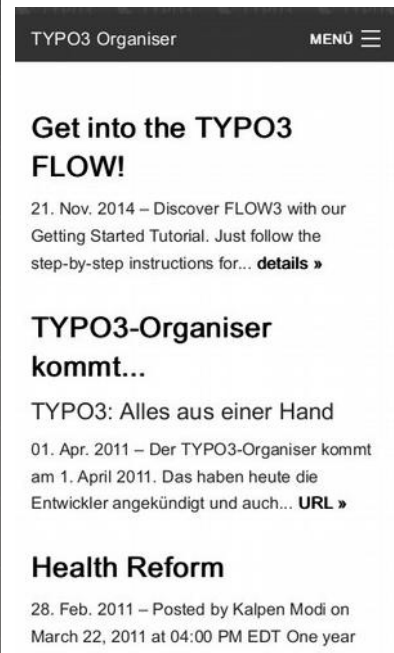 TYPO3 Organiser
MENÜ
Get into the TYPO3
FLOW!
21. Nov. 2014 – Discover FLOW3 with our
Getting Started Tutorial. Just follow the
step-by-step instructions for... details »
TYPO3-Organiser
kommt...
TYPO3: Alles aus einer Hand
01. Apr. 2011 – Der TYPO3-Organiser kommt
am 1. April 2011. Das haben heute die
Entwickler angekündigt und auch... URL »
Health Reform
28. Feb. 2011 – Posted by Kalpen Modi on
March 22, 2011 at 04:00 PM EDT One year